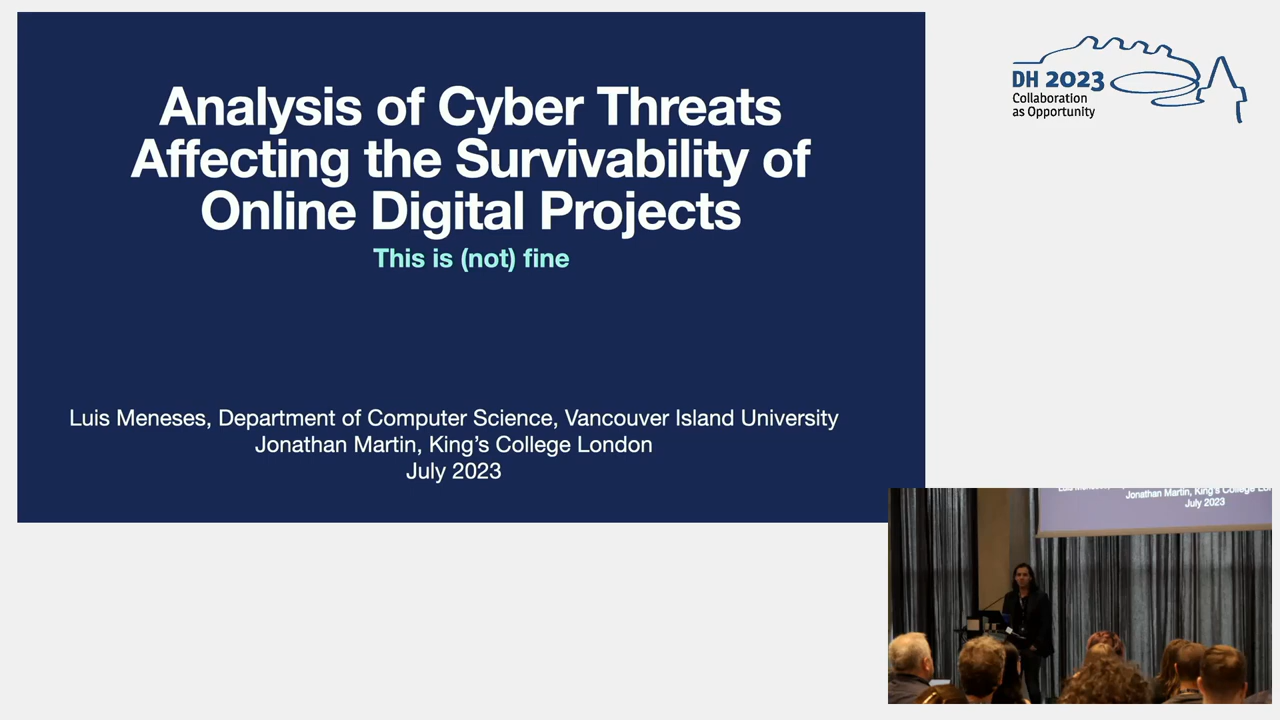 Analysis of Cyber Threats
Affecting the Survivability of
Online Digital Projects
This is (not) fine
Luis Meneses, Department of Computer Science, Vancouver Island University
Jonathan Martin, King's College London
July 2023
DH 2023
Collaboration
as Opportunity
Jonathan Martin, King's College Lon
July 2023